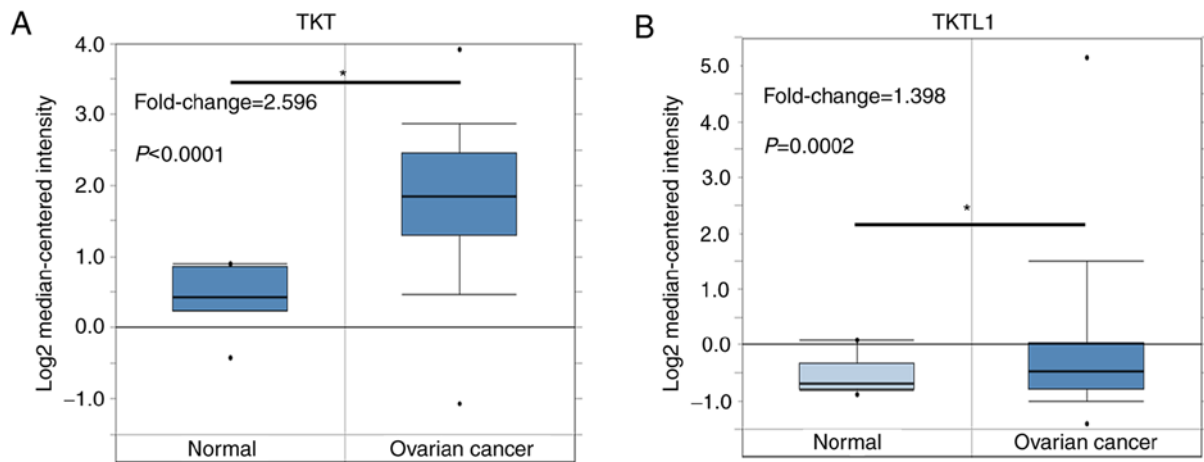 A
TKT
Log2 median-centered intensity
4.0
3.0
2.0
1.0
0.0
−1.0
*
Fold-change=2.596
P<0.0001
Normal
Ovarian cancer
B
TKTL1
Log2 median-centered intensity
5.0
4.0
5.0
3.0
2.0
1.0
0.0
−1.0
Fold-change=1.398
P=0.0002
*
Normal
Ovarian cancer